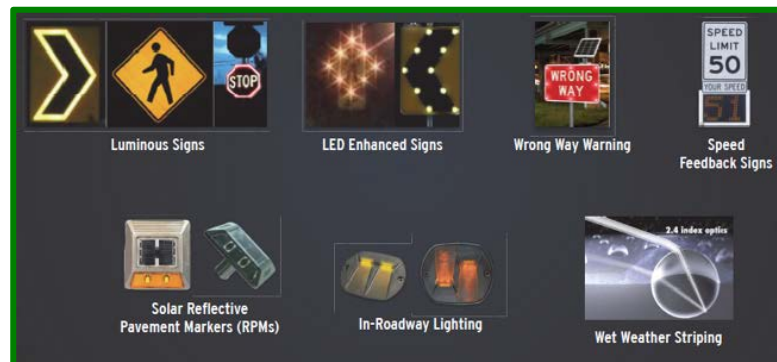 STOP
WRONG
WAY
SPEED
LIMIT
50
YOUR SPEED
51
Luminous Signs
LED Enhanced Signs
Wrong Way Warning
Speed
Feedback Signs
2.4 index optics
Solar Reflective
Pavement Markers (RPMs)
In-Roadway Lighting
Wet Weather Striping